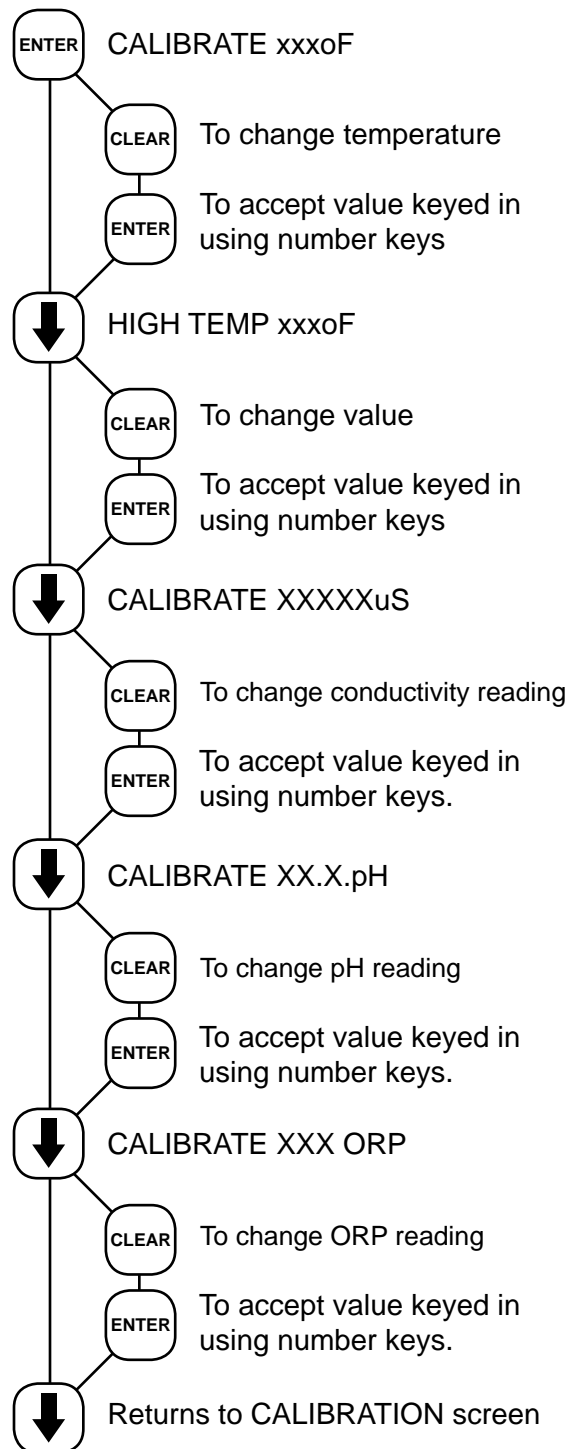 ENTER CALIBRATE xxxoF
CLEAR To change temperature
To accept value keyed in
ENTER using number keys
HIGH TEMP xxxoF
CLEAR To change value
To accept value keyed in
ENTER using number keys
CALIBRATE XXXXXuS
CLEAR To change conductivity reading
To accept value keyed in
ENTER using number keys.
CALIBRATE XX.X.pH
CLEAR To change pH reading
To accept value keyed in
ENTER using number keys.
CALIBRATE XXX ORP
CLEAR To change ORP reading
To accept value keyed in
ENTER using number keys.
Returns to CALIBRATION screen